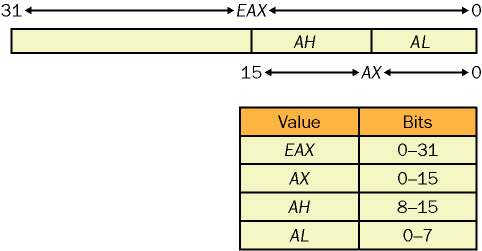 31 EAX 0
AH AL
15 AX 0
Value Bits
EAX 0–31
AX 0–15
AH 8–15
AL 0–7